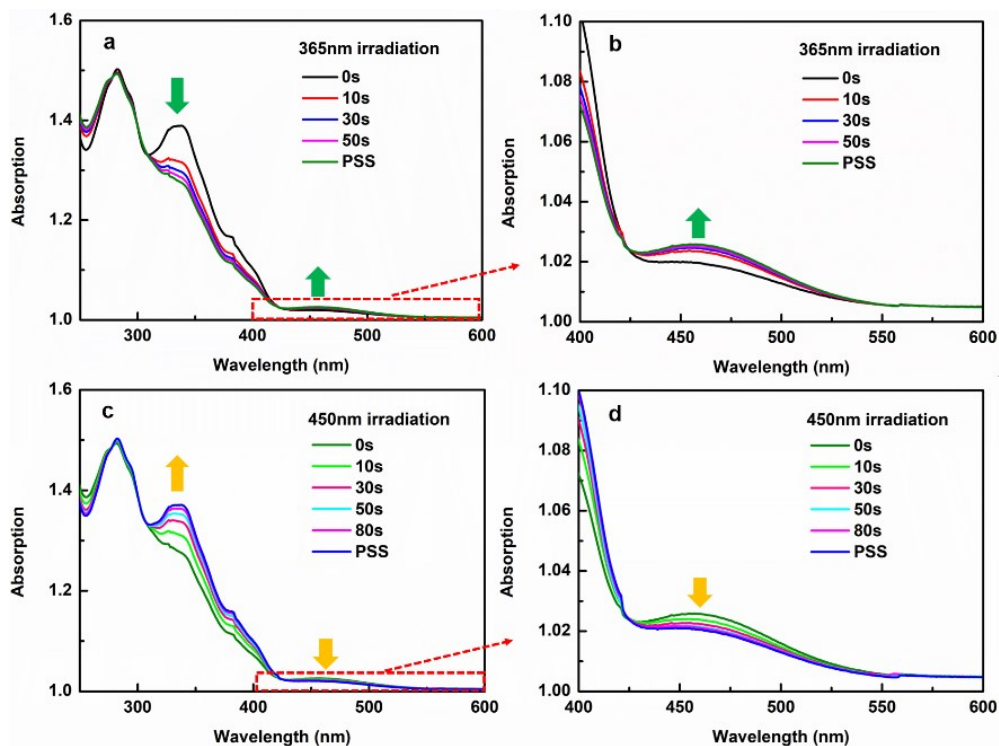 a
365nm irradiation
0s
10s
30s
50s
PSS
1.6
1.4
1.2
1.0
Absorption
300
400
500
600
Wavelength (nm)
b
365nm irradiation
0s
10s
30s
50s
PSS
1.10
1.08
1.06
1.04
1.02
1.00
Absorption
400
450
500
550
600
Wavelength (nm)
c
450nm irradiation
0s
10s
30s
50s
80s
PSS
1.6
1.4
1.2
1.0
Absorption
300
400
500
600
Wavelength (nm)
d
450nm irradiation
0s
10s
30s
50s
80s
PSS
1.10
1.08
1.06
1.04
1.02
1.00
Absorption
400
450
500
550
600
Wavelength (nm)